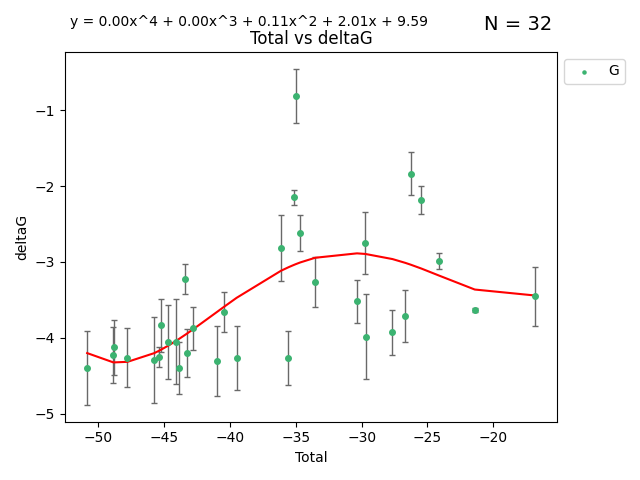 y = 0.00x^4 + 0.00x^3 + 0.11x^2 + 2.01x + 9.59
N = 32
Total vs deltaG
G
−1
−2
−3
−4
−5
deltaG
−50
−45
−40
−35
−30
−25
−20
Total